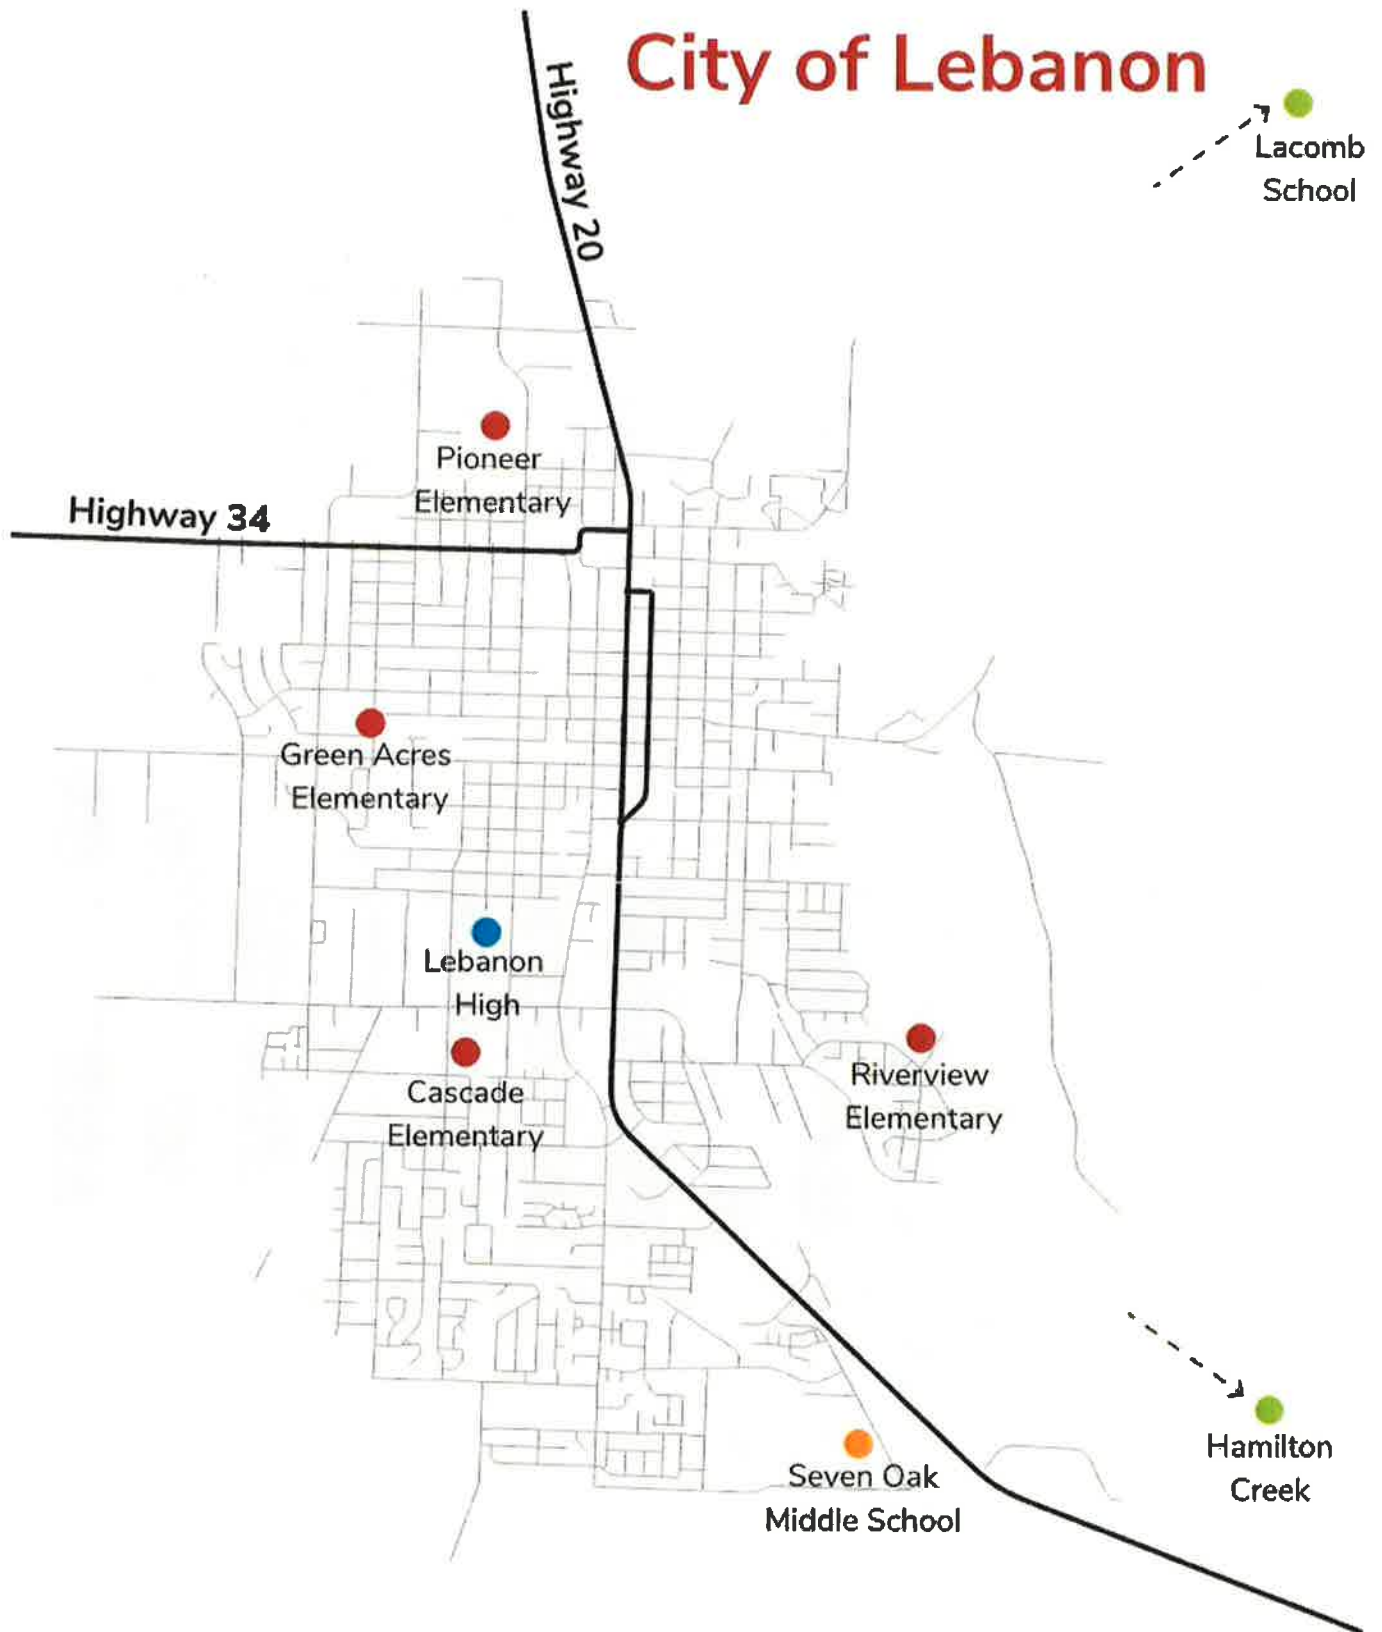 City of Lebanon
Highway 20
Lacomb
School
Pioneer
Elementary
Highway 34
Green Acres
Elementary
Lebanon
High
Cascade
Elementary
Riverview
Elementary
Seven Oak
Middle School
Hamilton
Creek